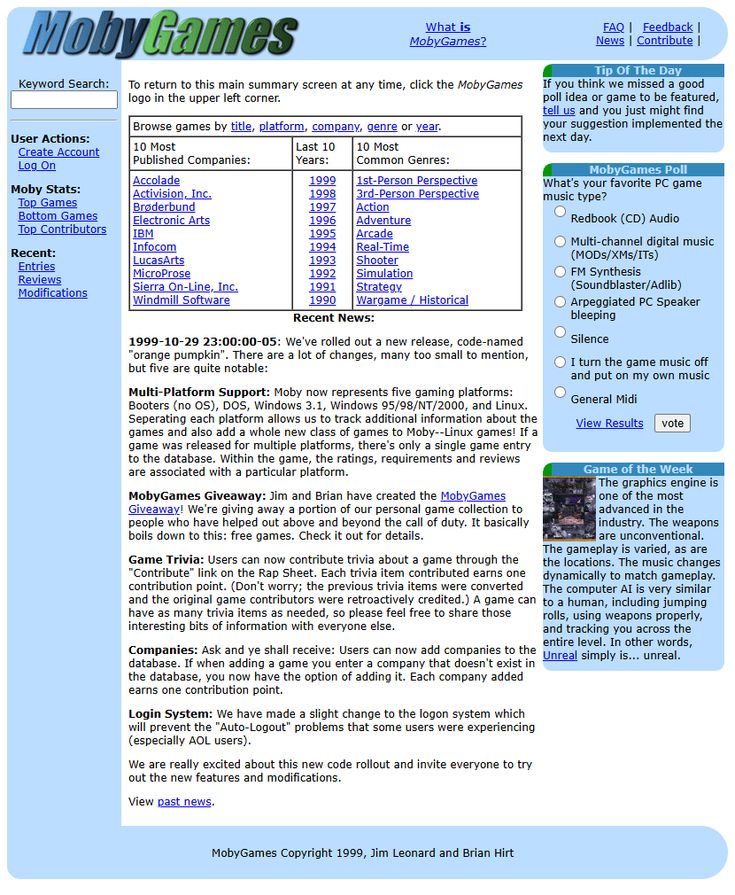 MobyGames
What is
MobyGames?
FAQ | Feedback |
News | Contribute |
Keyword Search:
User Actions:
Create Account
Log On
Moby Stats:
Top Games
Bottom Games
Top Contributors
Recent:
Entries
Reviews
Modifications
To return to this main summary screen at any time, click the MobyGames
logo in the upper left corner.
Browse games by title, platform, company, genre or year.
10 Most
Published Companies:
Last 10
Years:
10 Most
Common Genres:
Accolade 1999 1st-Person Perspective
Activision, Inc. 1998 3rd-Person Perspective
Brøderbund 1997 Action
Electronic Arts 1996 Adventure
IBM 1995 Arcade
Infocom 1994 Real-Time
LucasArts 1993 Shooter
MicroProse 1992 Simulation
Sierra On-Line, Inc. 1991 Strategy
Windmill Software 1990 Wargame / Historical
Recent News:
1999-10-29 23:00:00-05: We've rolled out a new release, code-named
"orange pumpkin". There are a lot of changes, many too small to mention,
but five are quite notable:
Multi-Platform Support: Moby now represents five gaming platforms:
Booters (no OS), DOS, Windows 3.1, Windows 95/98/NT/2000, and Linux.
Seperating each platform allows us to track additional information about the
games and also add a whole new class of games to Moby--Linux games! If a
game was released for multiple platforms, there's only a single game entry
to the database. Within the game, the ratings, requirements and reviews
are associated with a particular platform.
MobyGames Giveaway: Jim and Brian have created the MobyGames
Giveaway! We're giving away a portion of our personal game collection to
people who have helped out above and beyond the call of duty. It basically
boils down to this: free games. Check it out for details.
Game Trivia: Users can now contribute trivia about a game through the
"Contribute" link on the Rap Sheet. Each trivia item contributed earns one
contribution point. (Don't worry; the previous trivia items were converted
and the original game contributors were retroactively credited.) A game can
have as many trivia items as needed, so please feel free to share those
interesting bits of information with everyone else.
Companies: Ask and ye shall receive: Users can now add companies to the
database. If when adding a game you enter a company that doesn't exist in
the database, you now have the option of adding it. Each company added
earns one contribution point.
Login System: We have made a slight change to the logon system which
will prevent the "Auto-Logout" problems that some users were experiencing
(especially AOL users).
We are really excited about this new code rollout and invite everyone to try
out the new features and modifications.
View past news.
Tip Of The Day
If you think we missed a good
poll idea or game to be featured,
tell us and you just might find
your suggestion implemented the
next day.
MobyGames Poll
What's your favorite PC game
music type?
Redbook (CD) Audio
Multi-channel digital music
(MODs/XMs/ITs)
FM Synthesis
(Soundblaster/Adlib)
Arpeggiated PC Speaker
bleeping
Silence
I turn the game music off
and put on my own music
General Midi
View Results vote
Game of the Week
The graphics engine is
one of the most
advanced in the
industry. The weapons
are unconventional.
The gameplay is varied, as are
the locations. The music changes
dynamically to match gameplay.
The computer AI is very similar
to a human, including jumping
rolls, using weapons properly,
and tracking you across the
entire level. In other words,
Unreal simply is... unreal.
MobyGames Copyright 1999, Jim Leonard and Brian Hirt